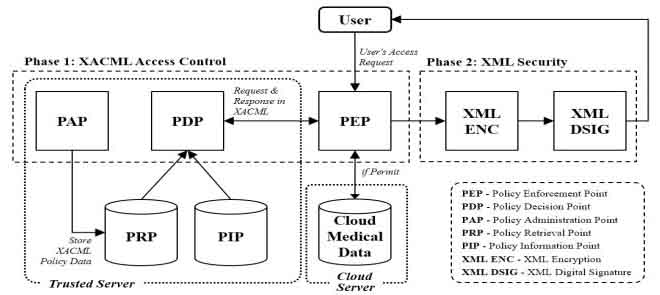 User
Phase 1: XACML Access Control
User's Access
Request
Phase 2: XML Security
PAP
PDP
Request &
Response in
XACML
PEP
XML
ENC
XML
DSIG
if Permit
Store
XACML
Policy Data
PRP
PIP
Trusted Server
Cloud
Medical
Data
Cloud
Server
PEP - Policy Enforcement Point
PDP - Policy Decision Point
PAP - Policy Administration Point
PRP - Policy Retrieval Point
PIP - Policy Information Point
XML ENC - XML Encryption
XML DSIG - XML Digital Signature